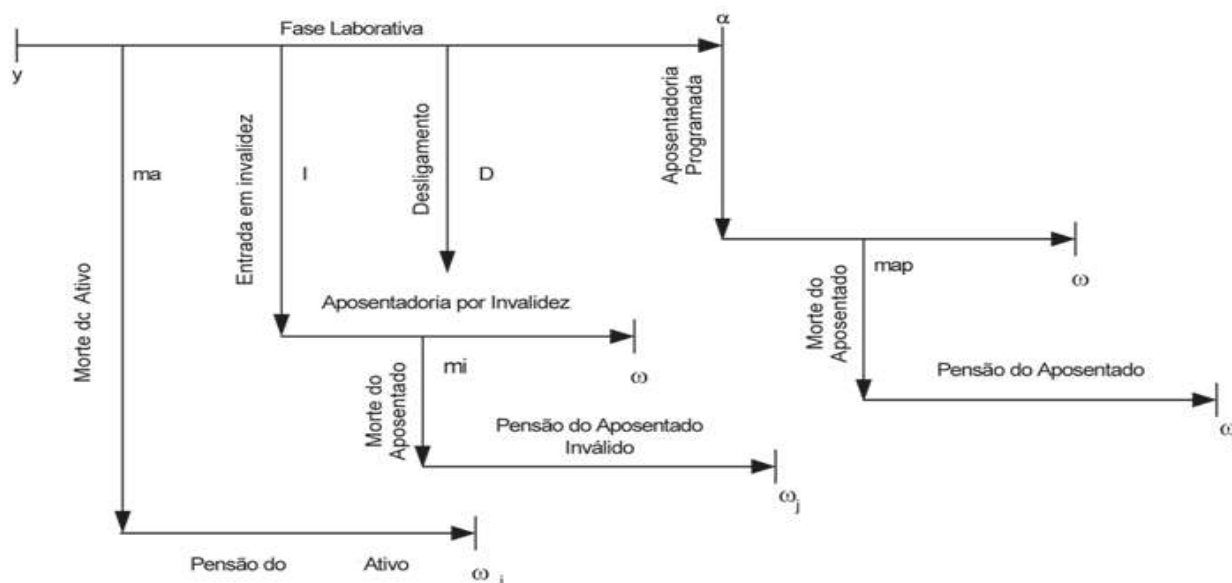 α
Fase Laborativa
y
Aposentadoria
Programada
ma
Entrada em invalidez
I
Desligamento
D
Morte do Ativo
map
ω
Aposentadoria por Invalidez
Morte do
Aposentado
mi
ω
Pensão do Aposentado
Morte do
Aposentado
Pensão do Aposentado
Inválido
ω
ω j
Pensão do Ativo
ω j